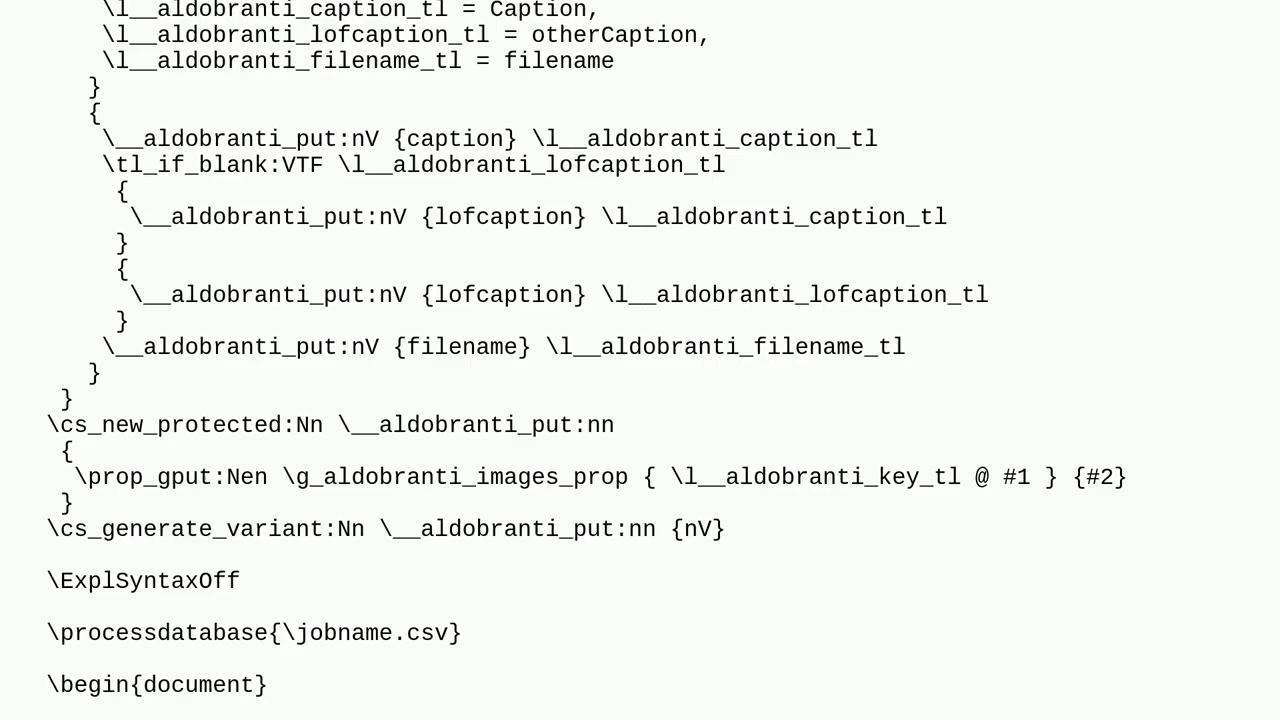 \l__aldobranti_caption_tl = Caption,
\l__aldobranti_lofcaption_tl = otherCaption,
\l__aldobranti_filename_tl = filename
}
{
\__aldobranti_put:nV {caption} \l__aldobranti_caption_tl
\tl_if_blank:VTF \l__aldobranti_lofcaption_tl
{
\__aldobranti_put:nV {lofcaption} \l__aldobranti_caption_tl
}
{
\__aldobranti_put:nV {lofcaption} \l__aldobranti_lofcaption_tl
}
\__aldobranti_put:nV {filename} \l__aldobranti_filename_tl
}
}
\cs_new_protected:Nn \__aldobranti_put:nn
{
\prop_gput:Nen \g_aldobranti_images_prop { \l__aldobranti_key_tl @ #1 } {#2}
}
\cs_generate_variant:Nn \__aldobranti_put:nn {nV}
\ExplSyntaxOff
\processdatabase{\jobname.csv}
\begin{document}